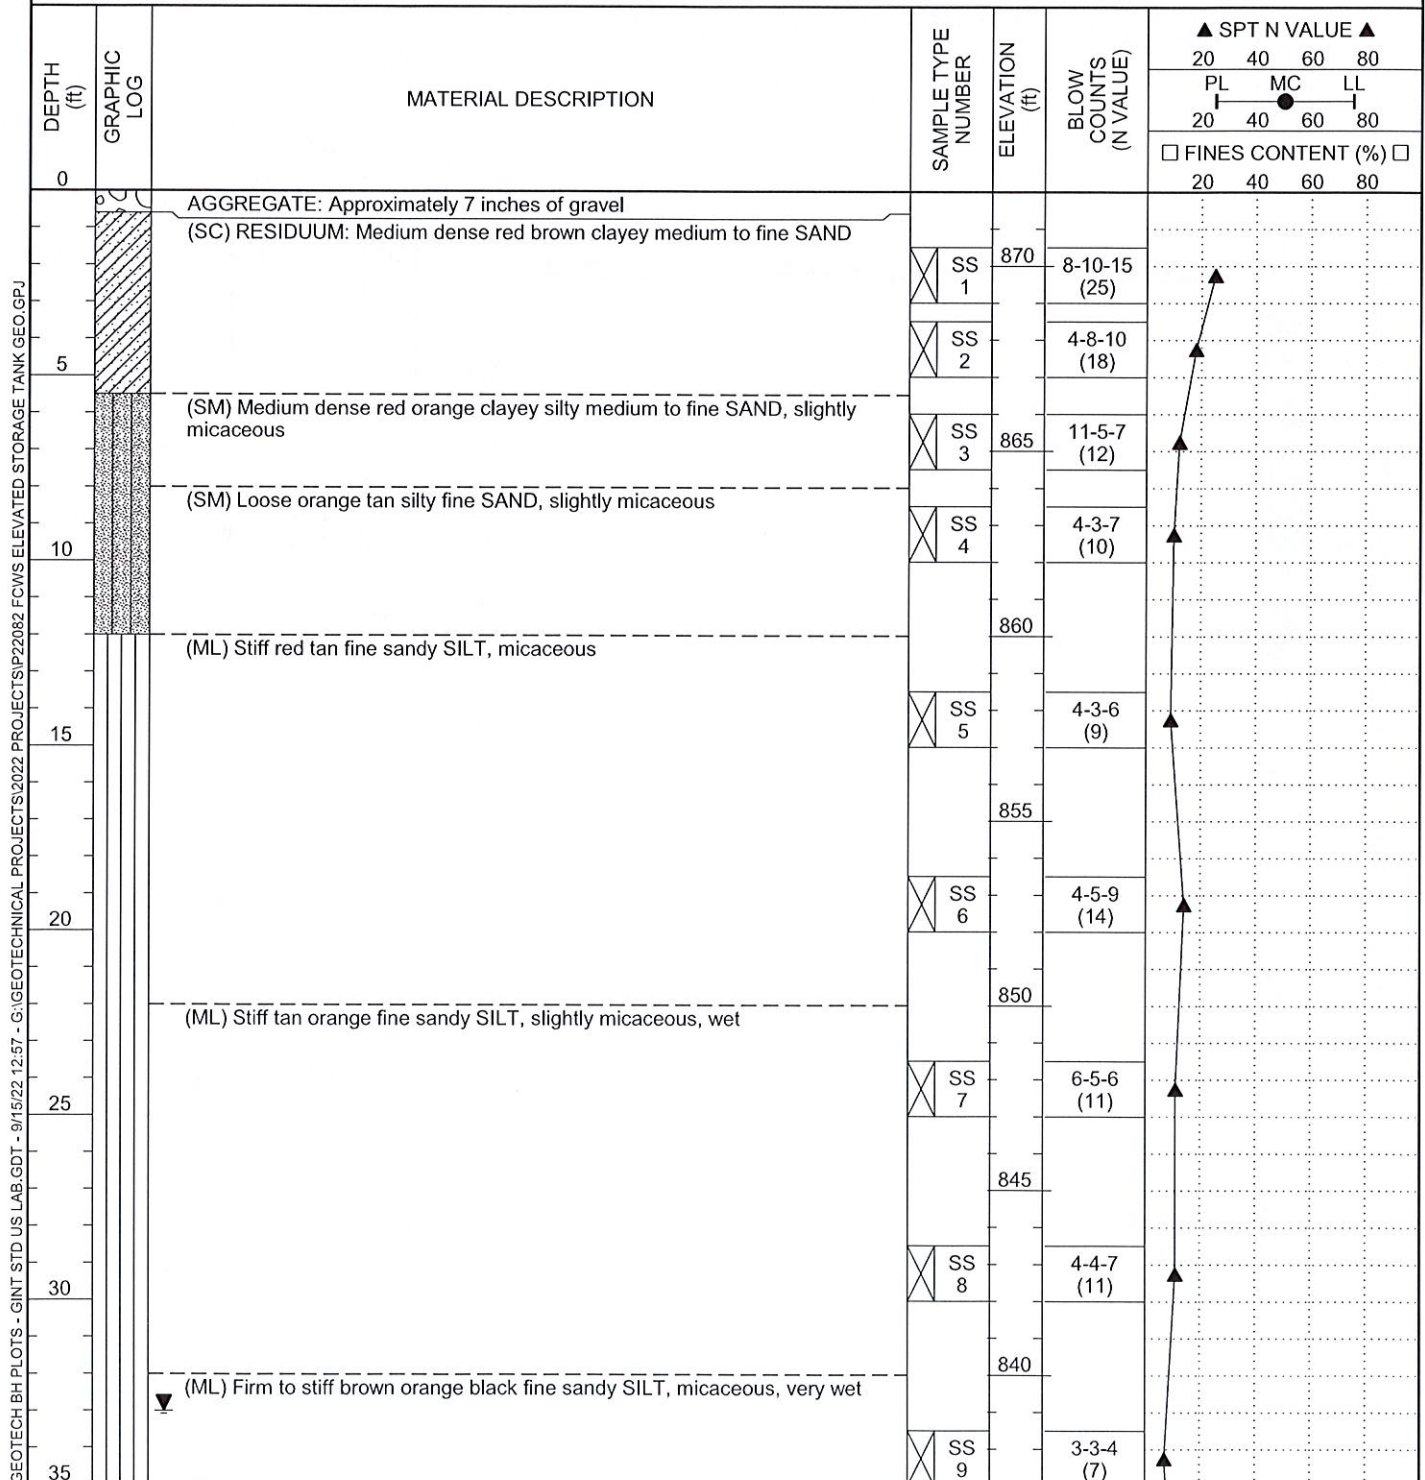 DEPTH
(ft)
GRAPHIC
LOG
MATERIAL DESCRIPTION
SAMPLE TYPE
NUMBER
ELEVATION
(ft)
BLOW
COUNTS
(N VALUE)
▲ SPT N VALUE ▲
20 40 60 80
PL MC LL
20 40 60 80
□ FINES CONTENT (%) □
20 40 60 80
0
AGGREGATE: Approximately 7 inches of gravel
(SC) RESIDUUM: Medium dense red brown clayey medium to fine SAND
SS
1
870
8-10-15
(25)
SS
2
4-8-10
(18)
5
(SM) Medium dense red orange clayey silty medium to fine SAND, slightly
micaceous
SS
3
865
11-5-7
(12)
(SM) Loose orange tan silty fine SAND, slightly micaceous
SS
4
4-3-7
(10)
10
860
(ML) Stiff red tan fine sandy SILT, micaceous
SS
5
4-3-6
(9)
15
855
SS
6
4-5-9
(14)
20
850
(ML) Stiff tan orange fine sandy SILT, slightly micaceous, wet
SS
7
6-5-6
(11)
25
845
SS
8
4-4-7
(11)
30
840
(ML) Firm to stiff brown orange black fine sandy SILT, micaceous, very wet
SS
9
3-3-4
(7)
35
GEOTECH BH PLOTS - GINT STD US LAB.GDT - 9/15/22 12:57 - G:\GEOTECHNICAL PROJECTS\2022 PROJECTS\P22082 FCWS ELEVATED STORAGE TANK GEO.GPJ